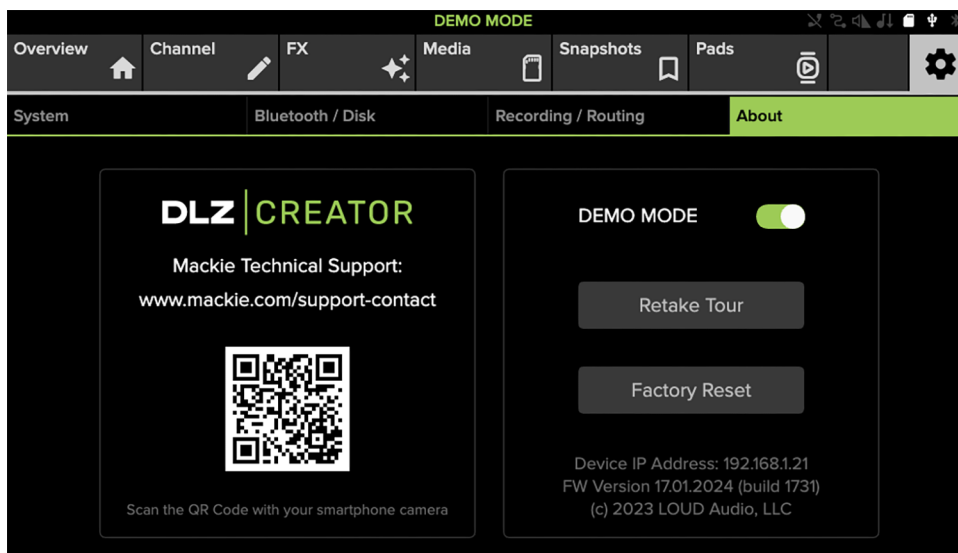 DEMO MODE
Overview
Channel
FX
Media
Snapshots
Pads
System
Bluetooth / Disk
Recording / Routing
About
DLZ CREATOR
Mackie Technical Support:
www.mackie.com/support-contact
Scan the QR Code with your smartphone camera
DEMO MODE
Retake Tour
Factory Reset
Device IP Address: 192.168.1.21
FW Version 17.01.2024 (build 1731)
(c) 2023 LOUD Audio, LLC